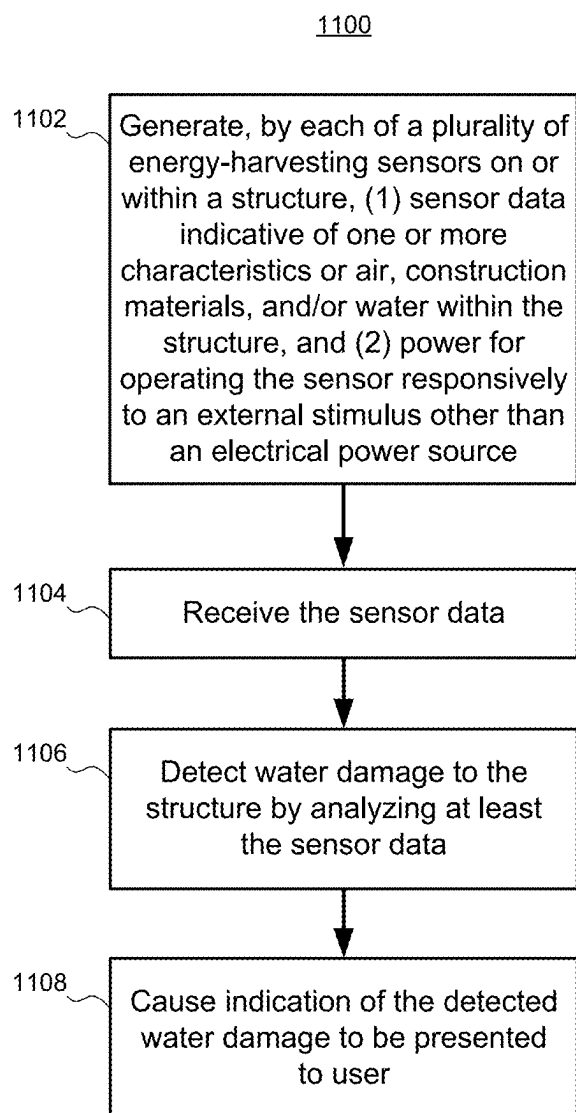 1100
1102
Generate, by each of a plurality of
energy-harvesting sensors on or
within a structure, (1) sensor data
indicative of one or more
characteristics or air, construction
materials, and/or water within the
structure, and (2) power for
operating the sensor responsively
to an external stimulus other than
an electrical power source
1104
Receive the sensor data
1106
Detect water damage to the
structure by analyzing at least
the sensor data
1108
Cause indication of the detected
water damage to be presented
to user